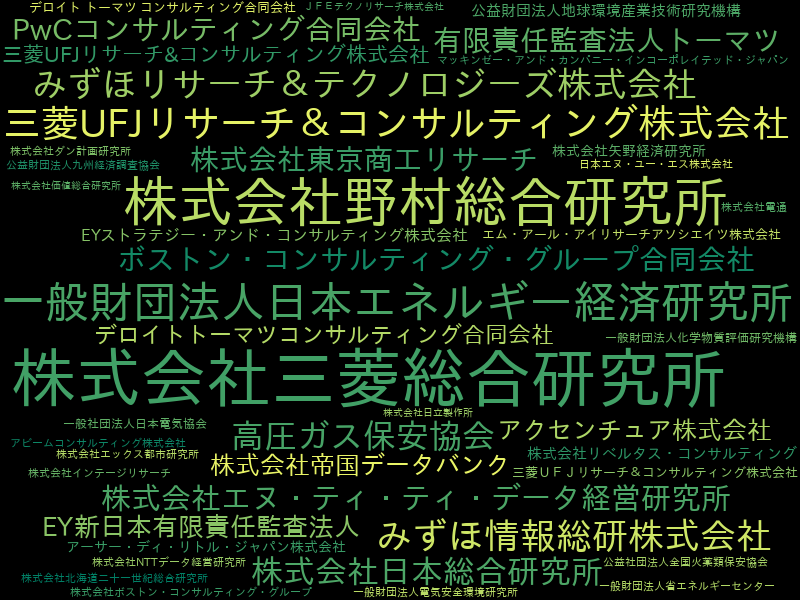 デロイト トーマツ コンサルティング合同会社
ＪＦＥテクノリサーチ株式会社
公益財団法人地球環境産業技術研究機構
PwCコンサルティング合同会社
有限責任監査法人トーマツ
三菱UFJリサーチ&コンサルティング株式会社
マッキンゼー・アンド・カンパニー・インコーポレイテッド・ジャパン
みずほリサーチ＆テクノロジーズ株式会社
三菱UFJリサーチ＆コンサルティング株式会社
株式会社ダン計画研究所
株式会社東京商工リサーチ
株式会社矢野経済研究所
公益財団法人九州経済調査協会
日本エヌ・ユー・エス株式会社
株式会社価値総合研究所
株式会社野村総合研究所
株式会社電通
EYストラテジー・アンド・コンサルティング株式会社
エム・アール・アイリサーチアソシエイツ株式会社
ボストン・コンサルティング・グループ合同会社
一般財団法人日本エネルギー経済研究所
デロイトトーマツコンサルティング合同会社
一般財団法人化学物質評価研究機構
株式会社三菱総合研究所
株式会社日立製作所
一般社団法人日本電気協会
高圧ガス保安協会
アクセンチュア株式会社
アビームコンサルティング株式会社
株式会社エックス都市研究所
株式会社帝国データバンク
株式会社リベルタス・コンサルティング
株式会社インテージリサーチ
三菱ＵＦＪリサーチ＆コンサルティング株式会社
株式会社エヌ・ティ・ティ・データ経営研究所
EY新日本有限責任監査法人
みずほ情報総研株式会社
アーサー・ディ・リトル・ジャパン株式会社
株式会社NTTデータ経営研究所
株式会社日本総合研究所
公益社団法人全国火薬類保安協会
株式会社北海道二十一世紀総合研究所
株式会社ボストン・コンサルティング・グループ
一般財団法人電気安全環境研究所
一般財団法人省エネルギーセンター